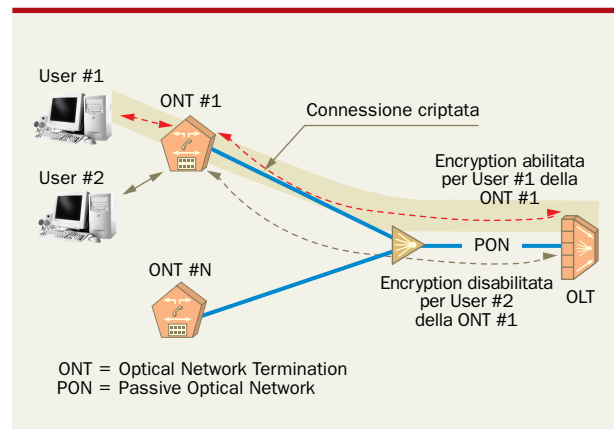 User #1
ONT #1
Connessione criptata
User #2
Encryption abilitata
per User #1 della
ONT #1
ONT #N
PON
Encryption disabilitata
per User #2
della ONT #1
OLT
ONT = Optical Network Termination
PON = Passive Optical Network